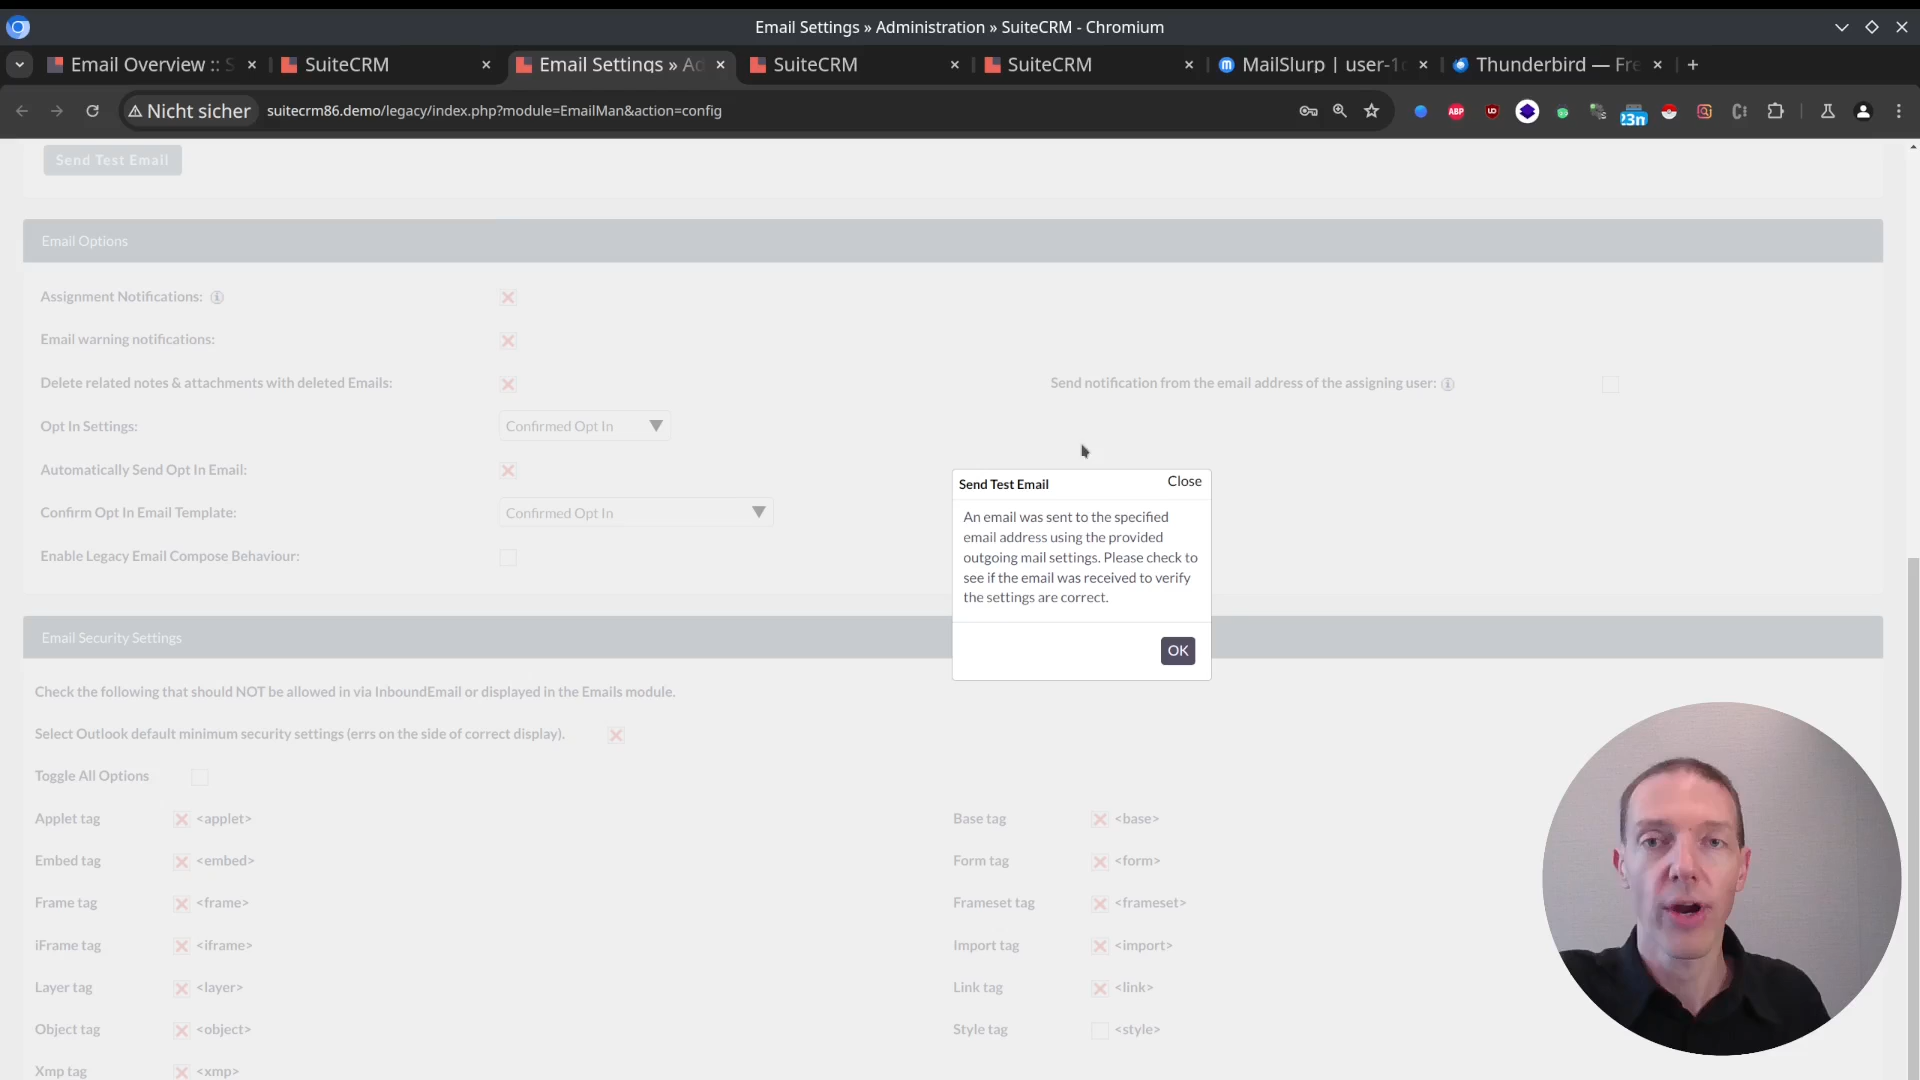 Email Settings » Administration » SuiteCRM - Chromium
Email Overview :: S
SuiteCRM
Email Settings » Ad
SuiteCRM
SuiteCRM
MailSlurp | user-1
Thunderbird — Fre
Nicht sicher
suitecrm86.demo/legacy/index.php?module=EmailMan&action=config
ABP
23n
Send Test Email
Email Options
Assignment Notifications:
Email warning notifications:
Delete related notes & attachments with deleted Emails:
Send notification from the email address of the assigning user:
Opt In Settings:
Confirmed Opt In
Automatically Send Opt In Email:
Confirm Opt In Email Template:
Confirmed Opt In
Enable Legacy Email Compose Behaviour:
Send Test Email
Close
An email was sent to the specified
email address using the provided
outgoing mail settings. Please check to
see if the email was received to verify
the settings are correct.
OK
Email Security Settings
Check the following that should NOT be allowed in via InboundEmail or displayed in the Emails module.
Select Outlook default minimum security settings (errs on the side of correct display).
Toggle All Options
Applet tag
<applet>
Base tag
<base>
Embed tag
<embed>
Form tag
<form>
Frame tag
<frame>
Frameset tag
<frameset>
iFrame tag
<iframe>
Import tag
<import>
Layer tag
<layer>
Link tag
<link>
Object tag
<object>
Style tag
<style>
Xmp tag
<xmp>